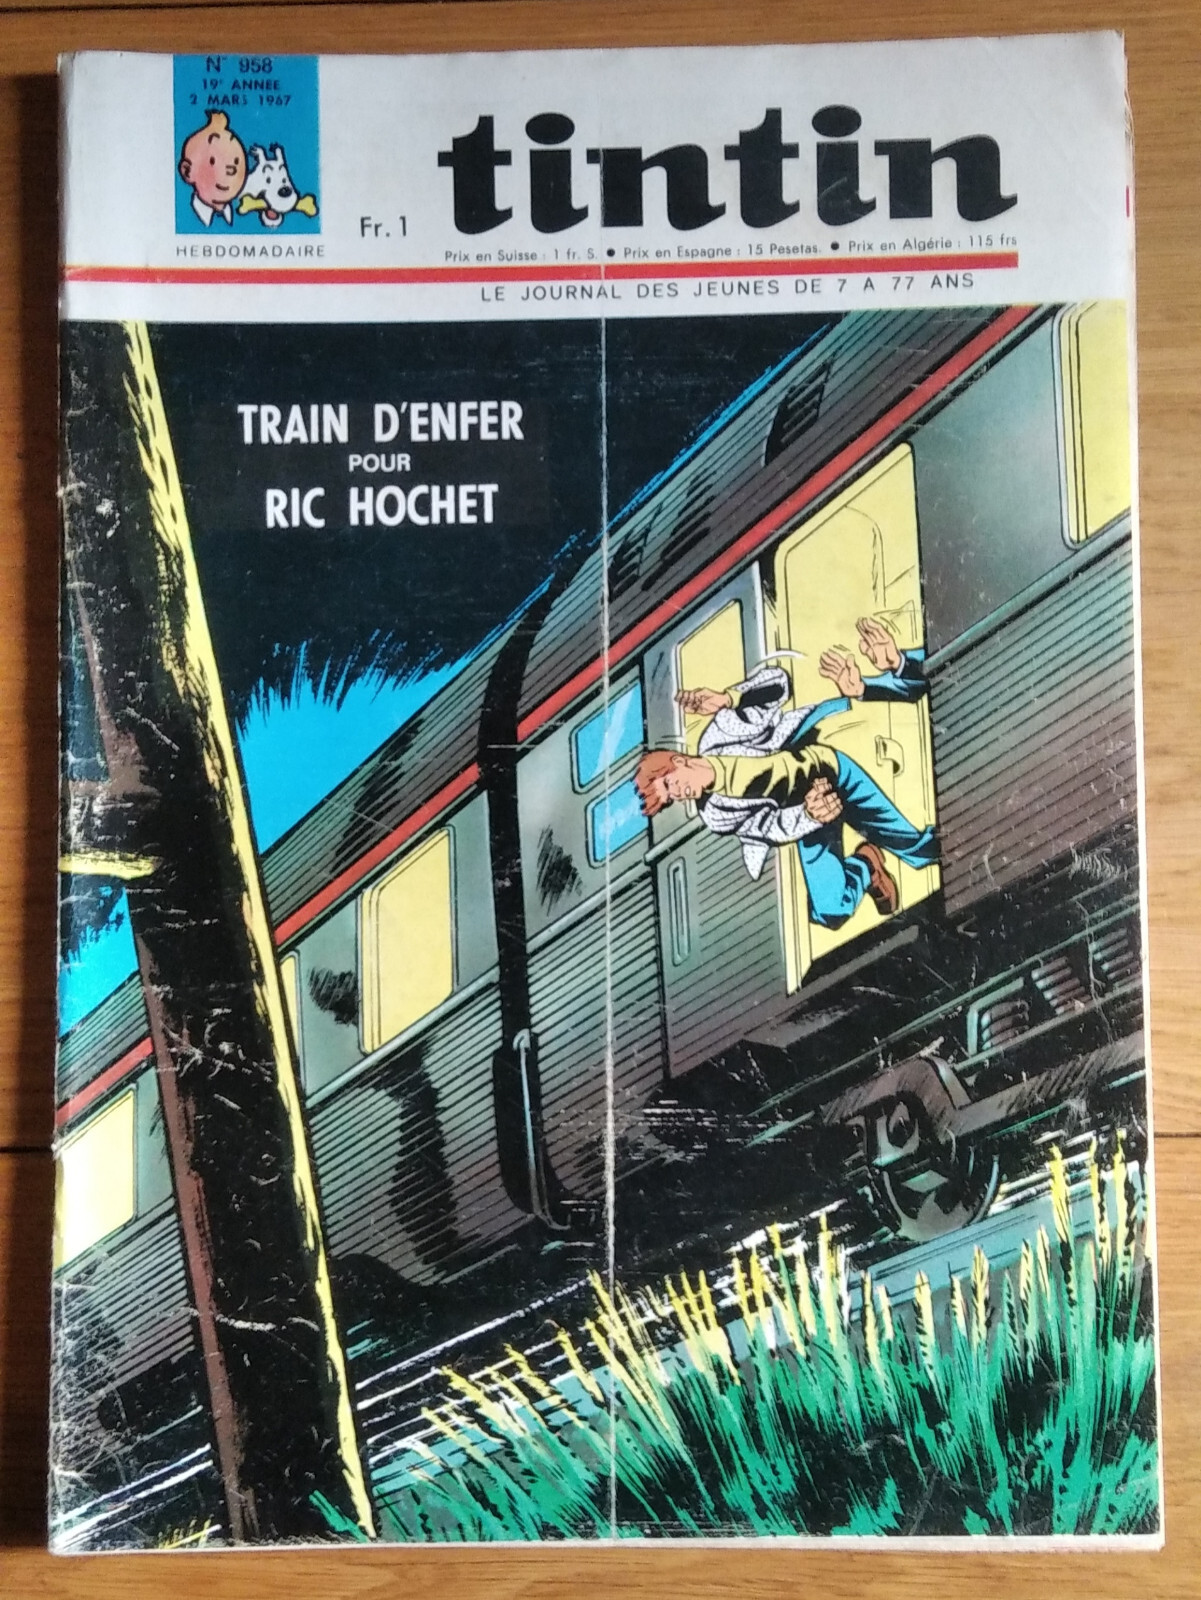 N° 958
19e ANNEE
2 MARS 1967
HEBDOMADAIRE
Fr. 1
tintin
Prix en Suisse : 1 fr. S. ● Prix en Espagne : 15 Pesetas. ● Prix en Algérie : 115 frs
LE JOURNAL DES JEUNES DE 7 A 77 ANS
TRAIN D'ENFER
POUR
RIC HOCHET